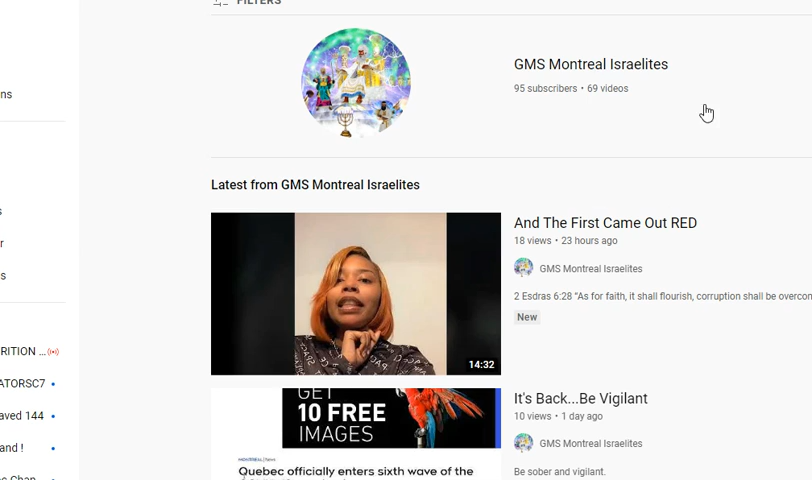 FILTERS
GMS Montreal Israelites
ns
95 subscribers • 69 videos
Latest from GMS Montreal Israelites
s
And The First Came Out RED
18 views • 23 hours ago
r
GMS Montreal Israelites
s
2 Esdras 6:28 "As for faith, it shall flourish, corruption shall be overcon
New
RITION ...
14:32
ATORSC7
GET
10 FREE
IMAGES
It's Back...Be Vigilant
aved 144
10 views • 1 day ago
and !
GMS Montreal Israelites
MONTREAL | News
Quebec officially enters sixth wave of the
Be sober and vigilant.